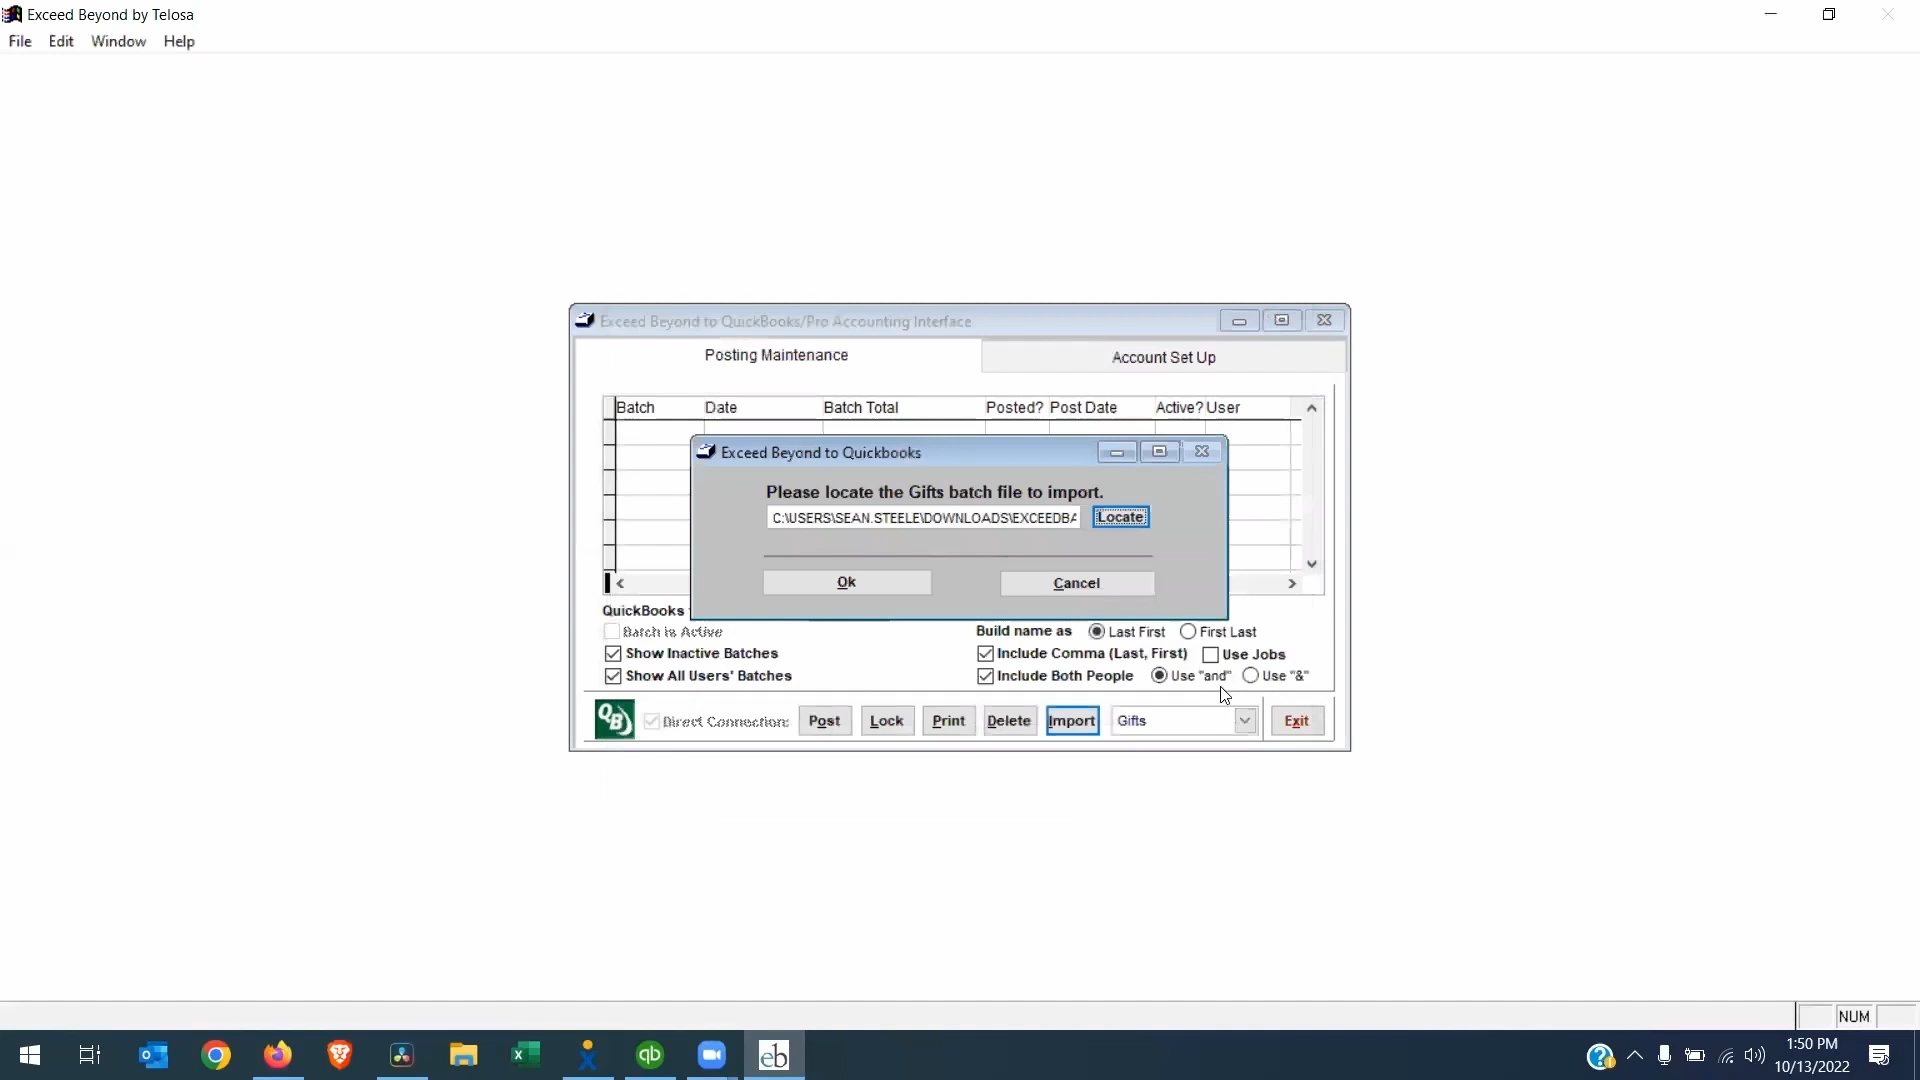 Exceed Beyond by Telosa
File Edit Window Help
Exceed Beyond to QuickBooks/Pro Accounting Interface
Posting Maintenance Account Set Up
Batch Date Batch Total Posted? Post Date Active? User
Exceed Beyond to Quickbooks
Please locate the Gifts batch file to import.
C:\USERS\SEAN.STEELE\DOWNLOADS\EXCEEDBA Locate
Ok Cancel
QuickBooks
Batch is Active Build name as Last First First Last
Show Inactive Batches Include Comma (Last, First) Use Jobs
Show All Users' Batches Include Both People Use "and" Use "&"
QB Direct Connection: Post Lock Print Delete Import Gifts Exit
NUM
qb eb
1:50 PM
10/13/2022